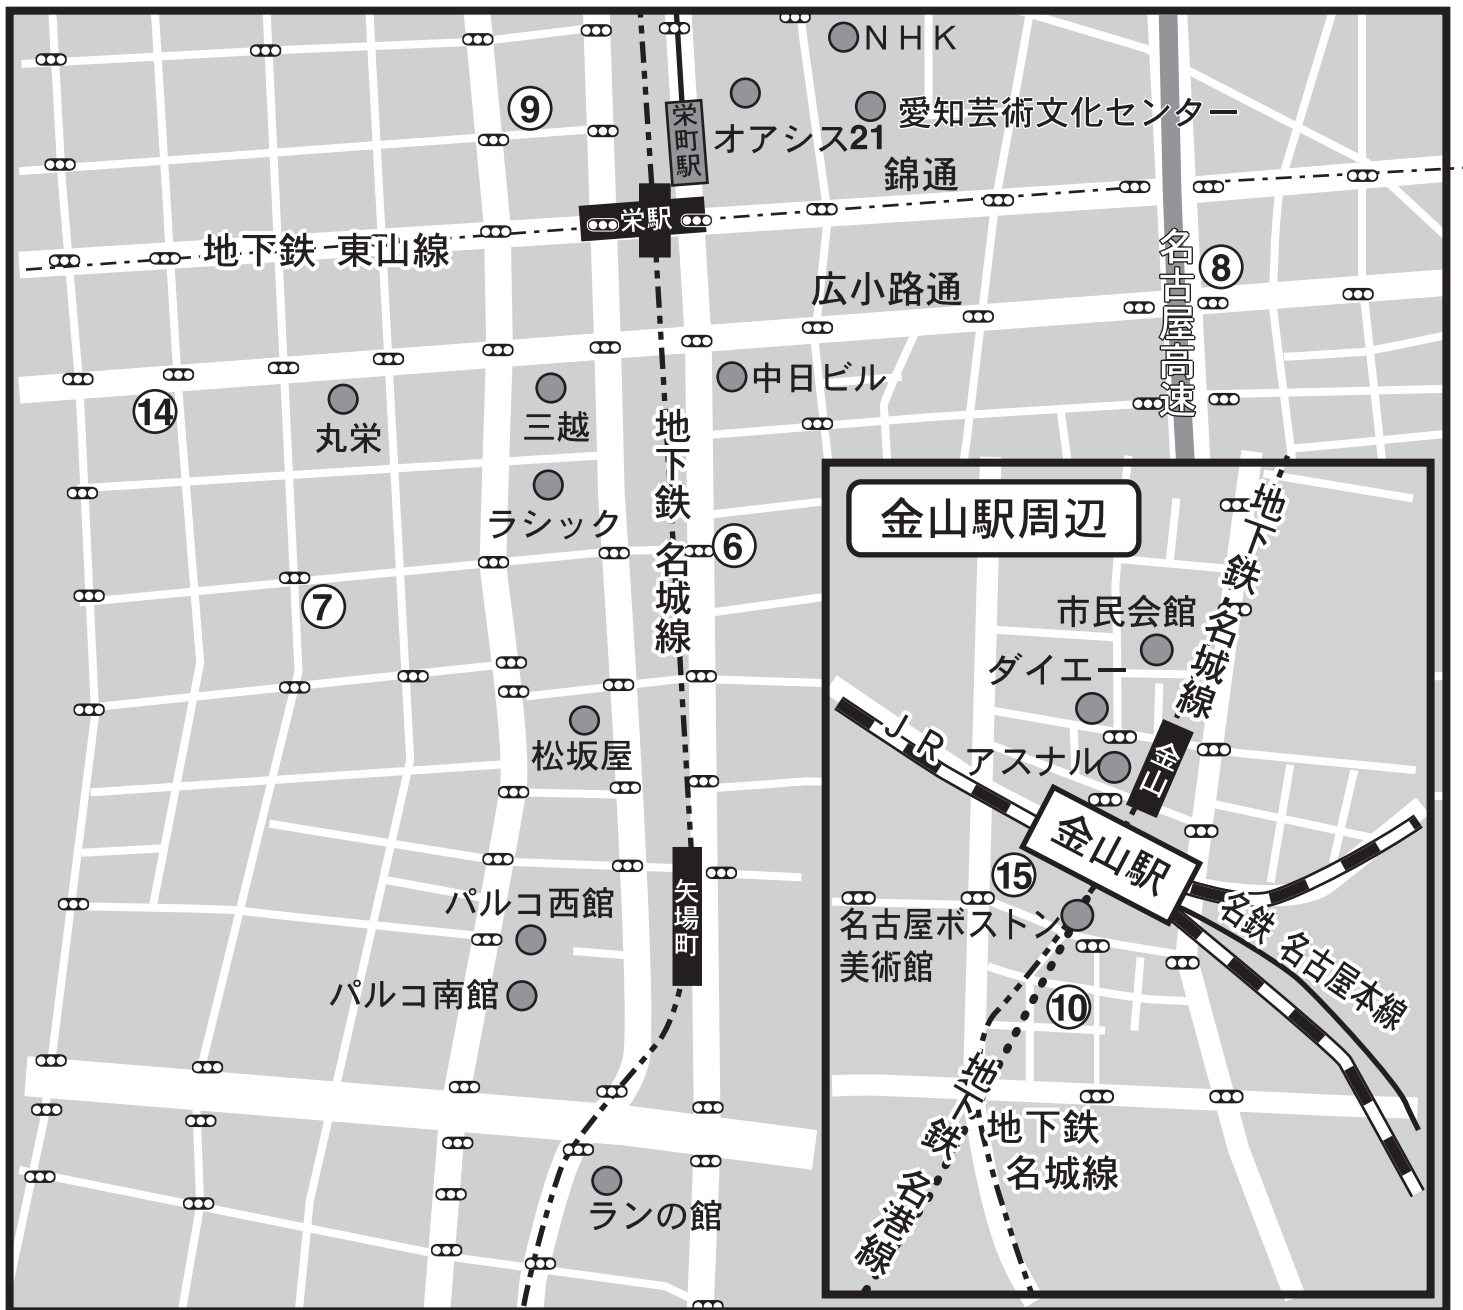 ＮＨＫ
⑨
栄町駅
オアシス21
愛知芸術文化センター
錦通
栄駅
地下鉄 東山線
名古屋高速
⑧
広小路通
中日ビル
⑭
丸栄
三越
地下鉄 名城線
ラシック
⑥
⑦
松坂屋
矢場町
パルコ西館
パルコ南館
ランの館
金山駅周辺
地下鉄 名城線
市民会館
ダイエー
ＪＲ
アスナル
金山
金山駅
⑮
名古屋ボストン
美術館
名鉄 名古屋本線
⑩
地下鉄 名港線
地下鉄
名城線